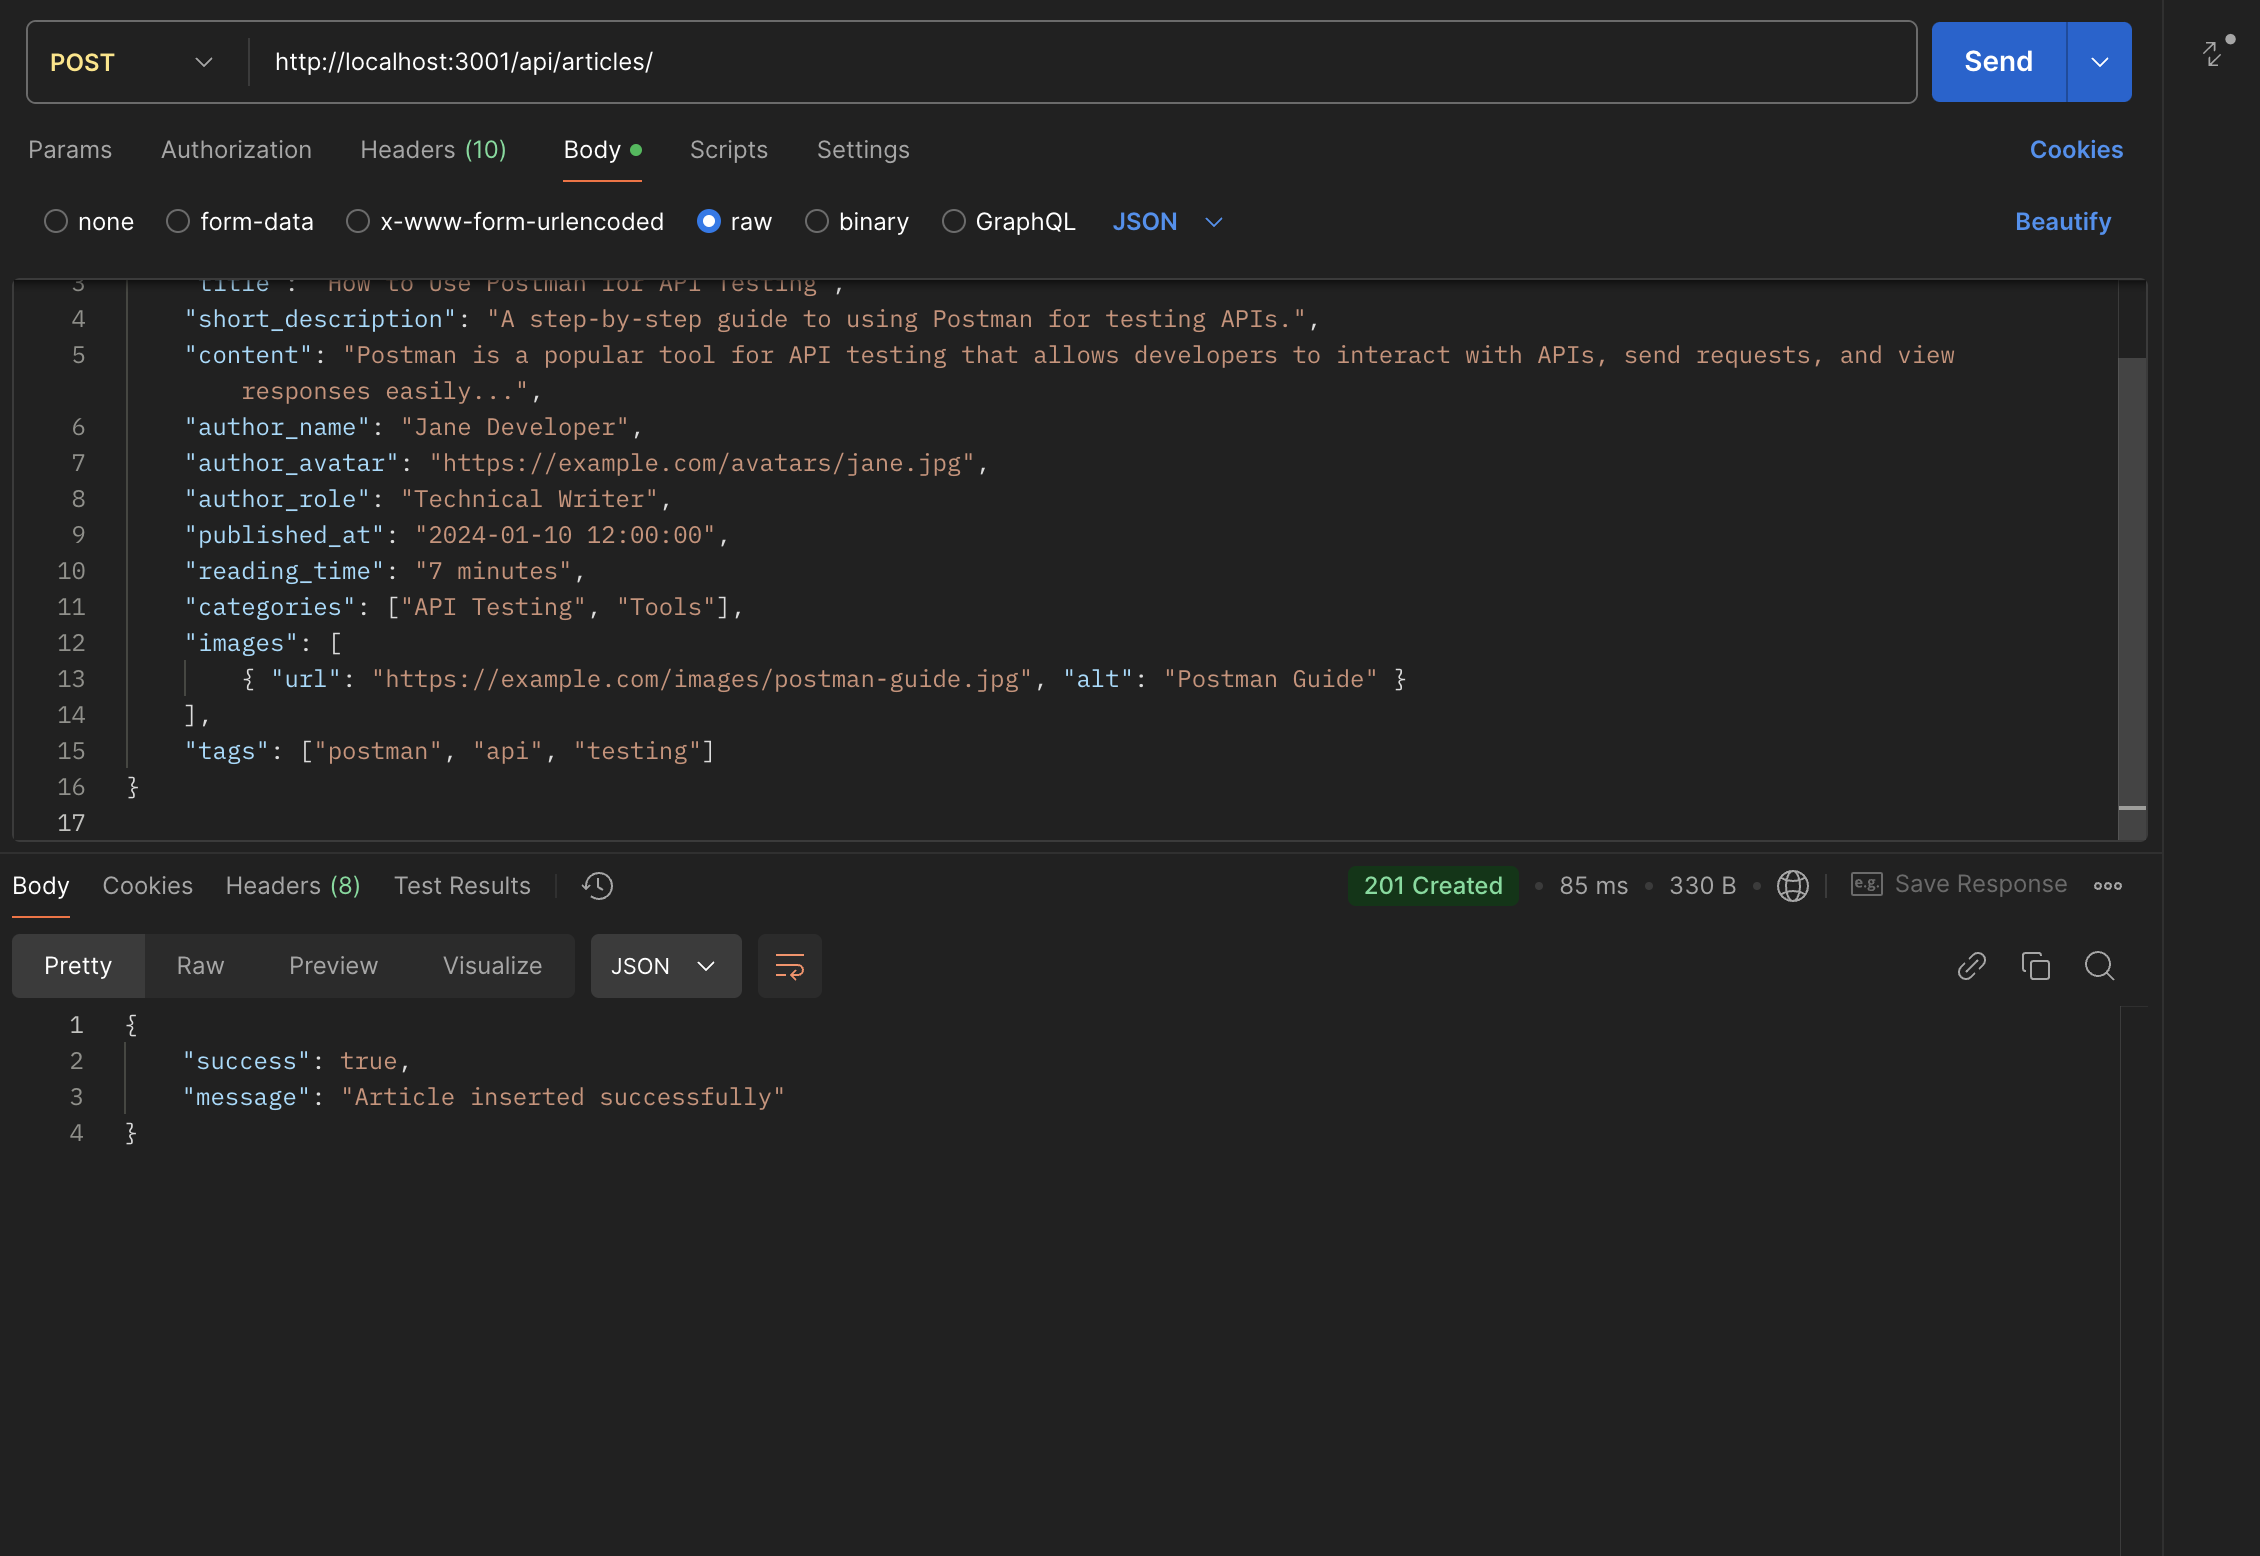 POST http://localhost:3001/api/articles/ Send
Params Authorization Headers (10) Body Scripts Settings Cookies
none form-data x-www-form-urlencoded raw binary GraphQL JSON Beautify
3 "title": "How to Use Postman for API Testing",
4 "short_description": "A step-by-step guide to using Postman for testing APIs.",
5 "content": "Postman is a popular tool for API testing that allows developers to interact with APIs, send requests, and view
responses easily...",
6 "author_name": "Jane Developer",
7 "author_avatar": "https://example.com/avatars/jane.jpg",
8 "author_role": "Technical Writer",
9 "published_at": "2024-01-10 12:00:00",
10 "reading_time": "7 minutes",
11 "categories": ["API Testing", "Tools"],
12 "images": [
13 { "url": "https://example.com/images/postman-guide.jpg", "alt": "Postman Guide" }
14 ],
15 "tags": ["postman", "api", "testing"]
16 }
17
Body Cookies Headers (8) Test Results 201 Created 85 ms 330 B e.g. Save Response
Pretty Raw Preview Visualize JSON
1 {
2 "success": true,
3 "message": "Article inserted successfully"
4 }